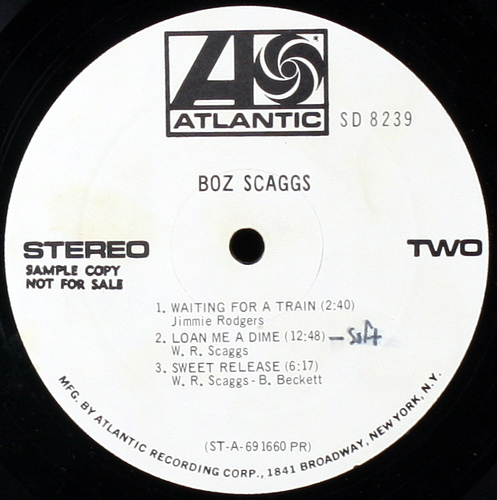 ATLANTIC
SD 8239
BOZ SCAGGS
STEREO
TWO
SAMPLE COPY
NOT FOR SALE
1. WAITING FOR A TRAIN (2:40)
Jimmie Rodgers
2. LOAN ME A DIME (12:48) – Soft
W. R. Scaggs
3. SWEET RELEASE (6:17)
W. R. Scaggs - B. Beckett
(ST-A-691660 PR)
MFG. BY ATLANTIC RECORDING CORP., 1841 BROADWAY, NEW YORK, N.Y.